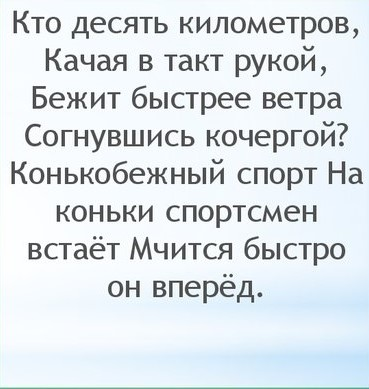 Кто десять километров,
Качая в такт рукой,
Бежит быстрее ветра
Согнувшись кочергой?
Конькобежный спорт На
коньки спортсмен
встаёт Мчится быстро
он вперёд.